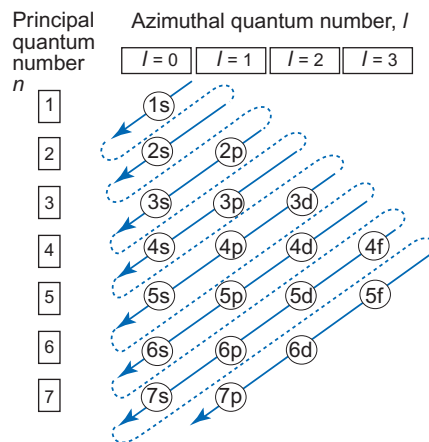 Principal
quantum
number
n
Azimuthal quantum number, l
l = 0 l = 1 l = 2 l = 3
1 1s
2 2s 2p
3 3s 3p 3d
4 4s 4p 4d 4f
5 5s 5p 5d 5f
6 6s 6p 6d
7 7s 7p